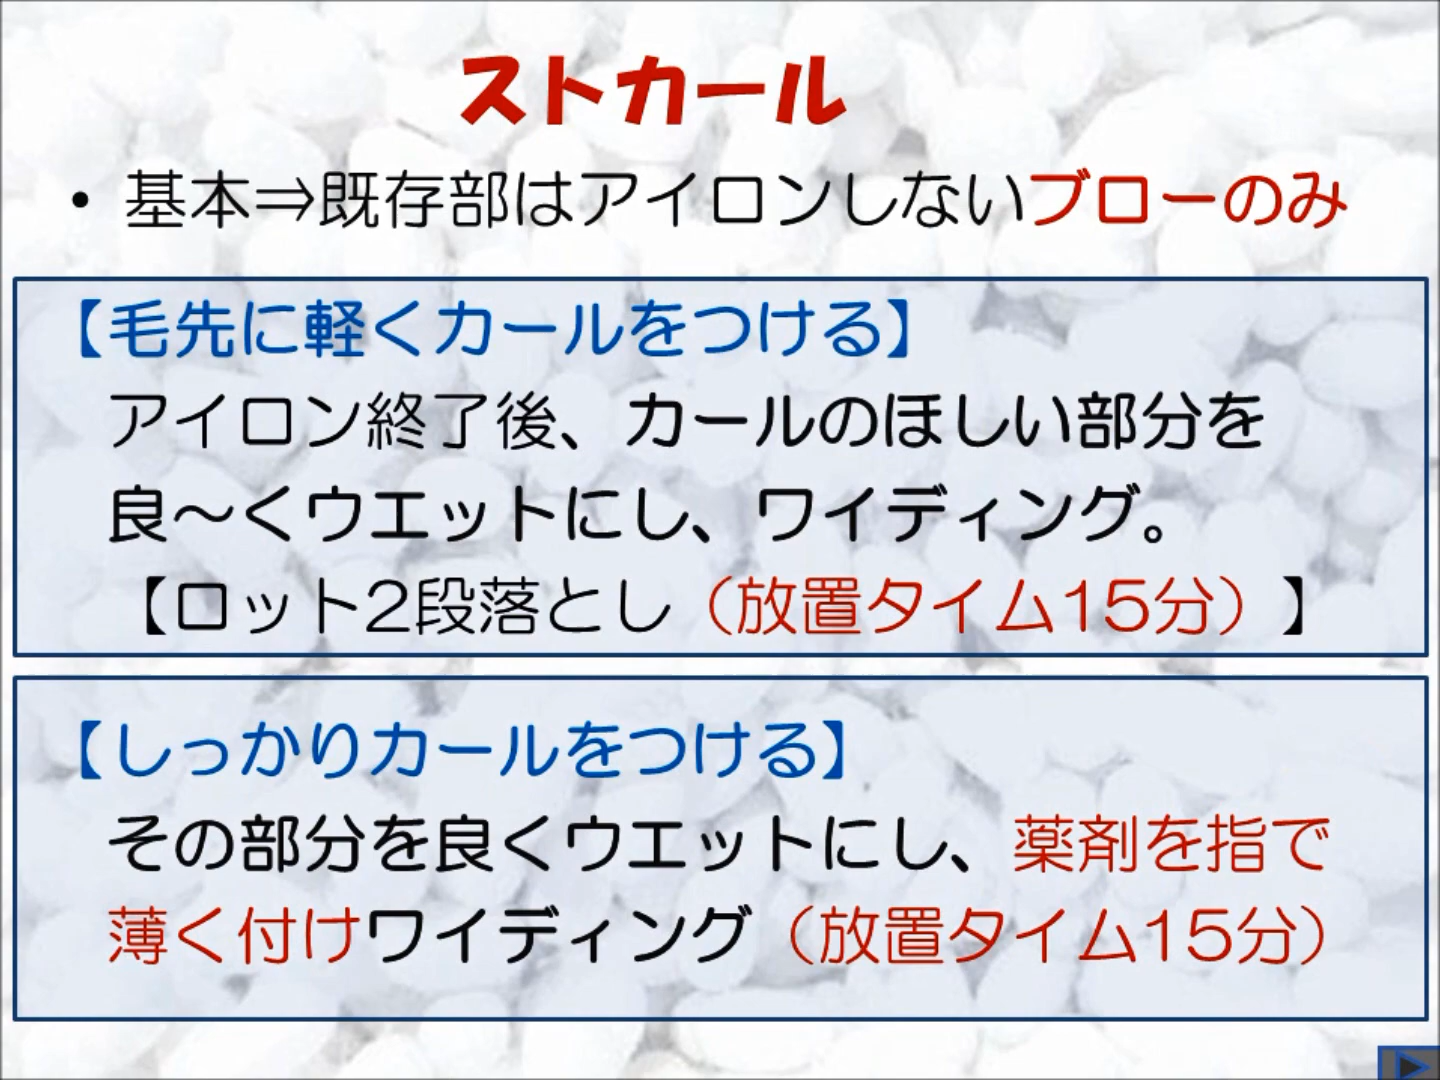 ストカール
• 基本⇒既存部はアイロンしないブローのみ
【毛先に軽くカールをつける】
アイロン終了後、カールのほしい部分を
良～くウエットにし、ワイディング。
【ロット2段落とし（放置タイム15分）】
【しっかりカールをつける】
その部分を良くウエットにし、薬剤を指で
薄く付けワイディング（放置タイム15分）